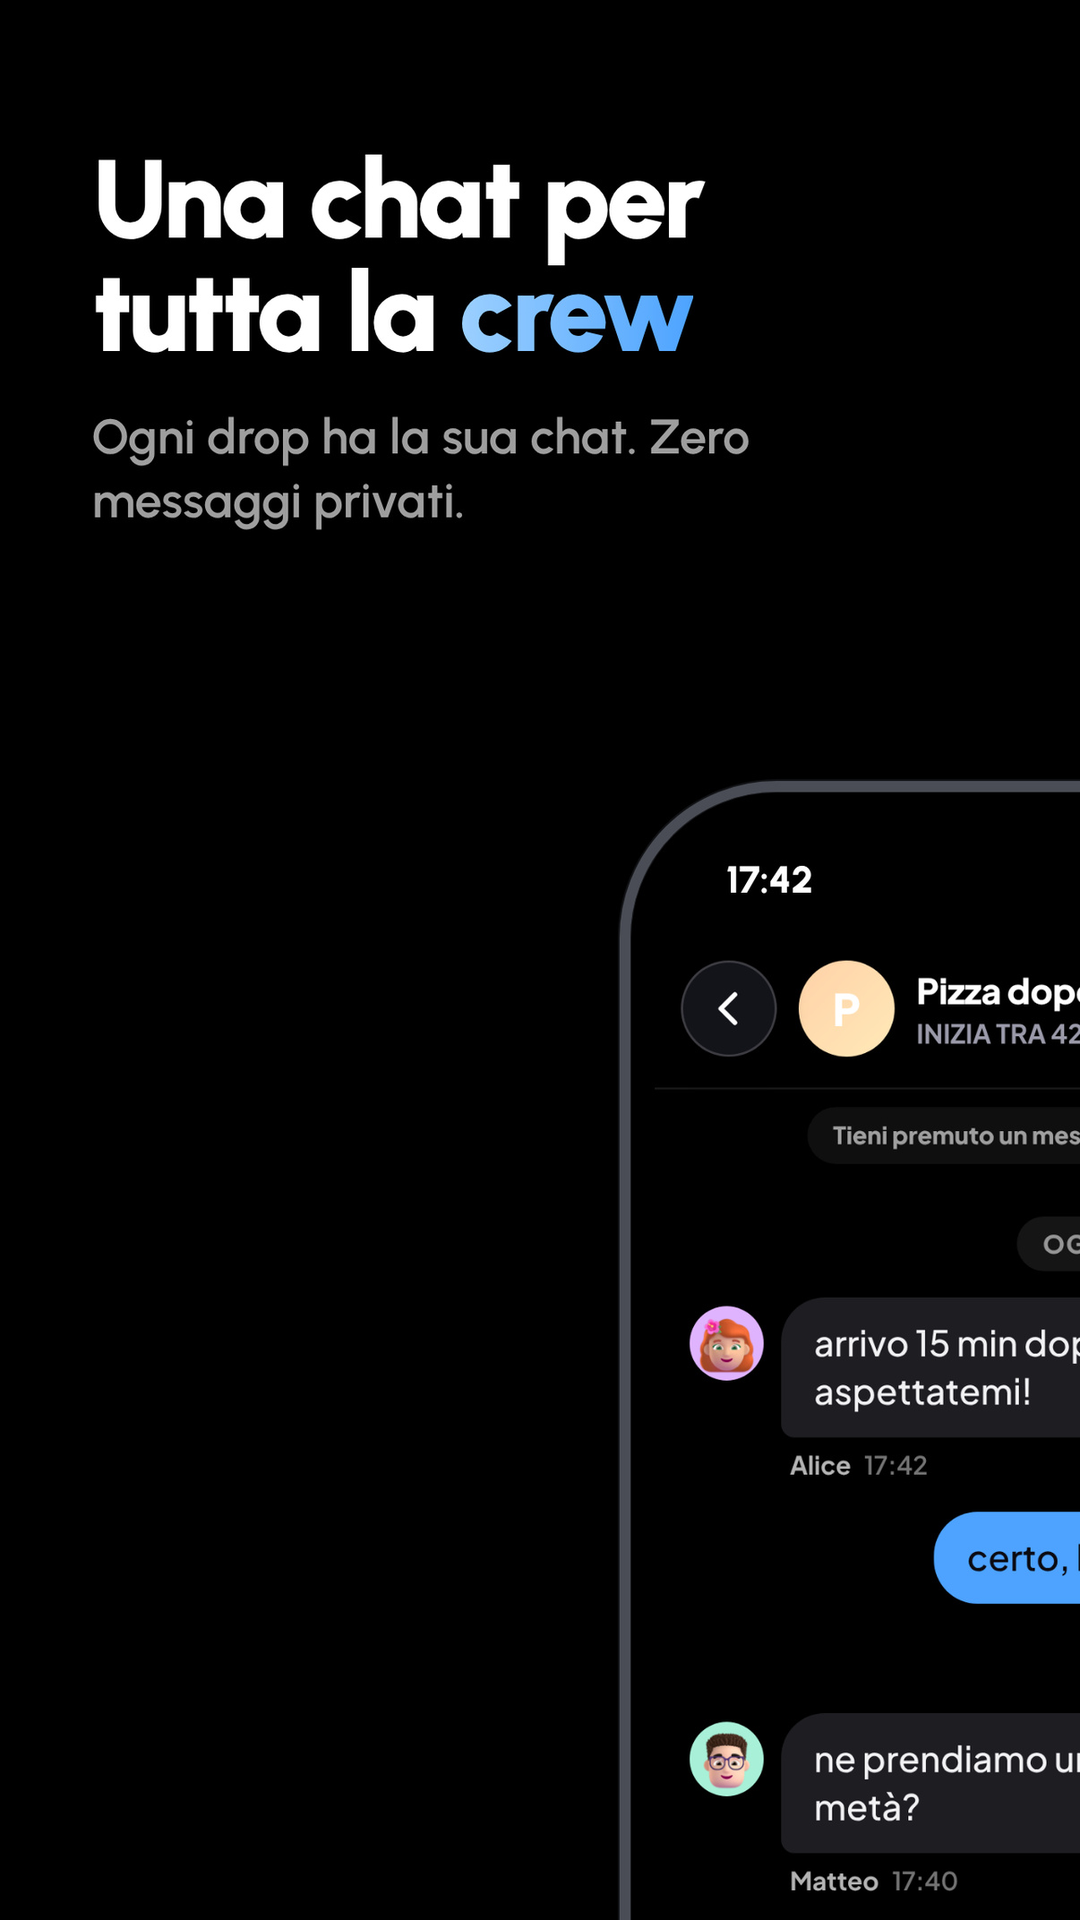 Una chat per
tutta la crew
Ogni drop ha la sua chat. Zero
messaggi privati.
17:42
P
Pizza dop
INIZIA TRA 42
Tieni premuto un mes
OG
arrivo 15 min dop
aspettatemi!
Alice 17:42
certo,
ne prendiamo u
metà?
Matteo 17:40